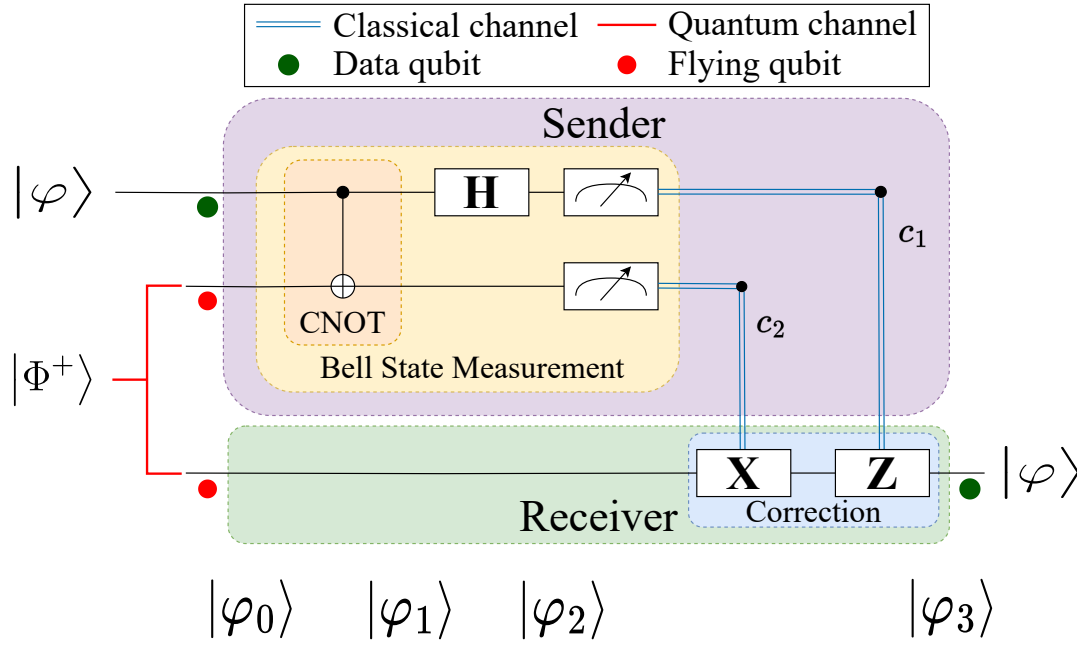 Classical channel
Quantum channel
Data qubit
Flying qubit
Sender
|φ⟩
H
c₁
CNOT
c₂
Bell State Measurement
|Φ⁺⟩
X
Z
|φ⟩
Receiver
Correction
|φ₀⟩
|φ₁⟩
|φ₂⟩
|φ₃⟩